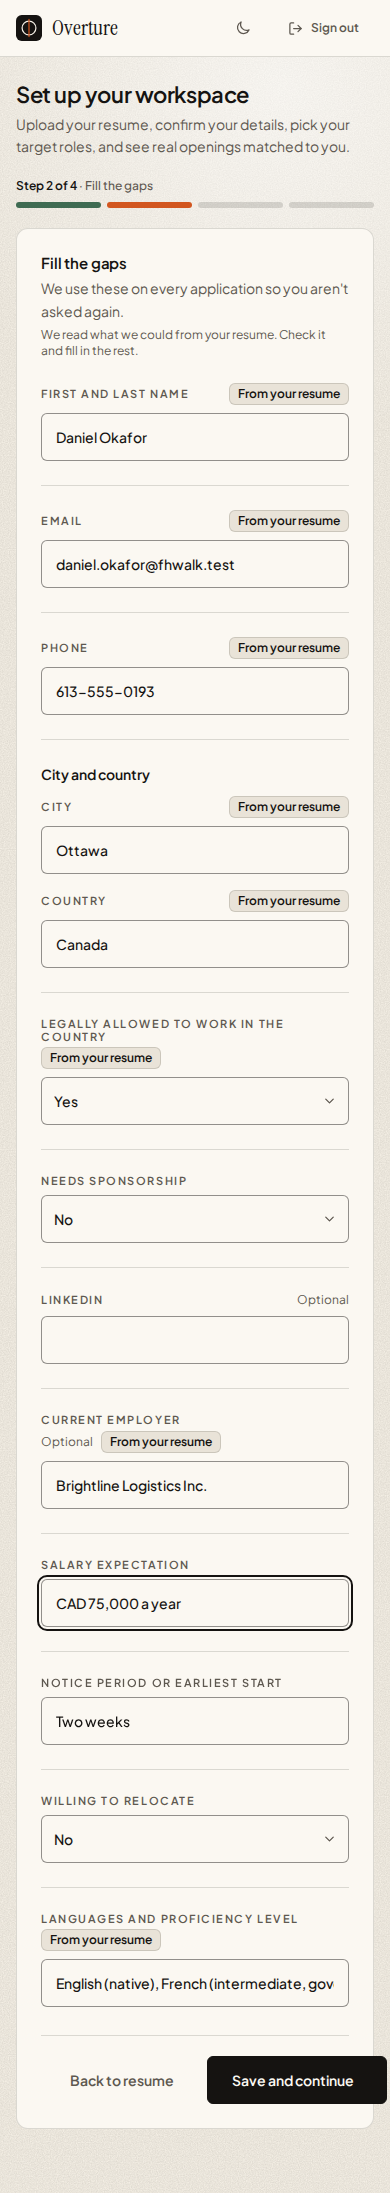 Overture
Sign out
Set up your workspace
Upload your resume, confirm your details, pick your
target roles, and see real openings matched to you.
Step 2 of 4 · Fill the gaps
Fill the gaps
We use these on every application so you aren't
asked again.
We read what we could from your resume. Check it
and fill in the rest.
FIRST AND LAST NAME From your resume
Daniel Okafor
EMAIL From your resume
daniel.okafor@fhwalk.test
PHONE From your resume
613-555-0193
City and country
CITY From your resume
Ottawa
COUNTRY From your resume
Canada
LEGALLY ALLOWED TO WORK IN THE
COUNTRY
From your resume
Yes
NEEDS SPONSORSHIP
No
LINKEDIN Optional
CURRENT EMPLOYER
Optional From your resume
Brightline Logistics Inc.
SALARY EXPECTATION
CAD 75,000 a year
NOTICE PERIOD OR EARLIEST START
Two weeks
WILLING TO RELOCATE
No
LANGUAGES AND PROFICIENCY LEVEL
From your resume
English (native), French (intermediate, gov
Back to resume Save and continue